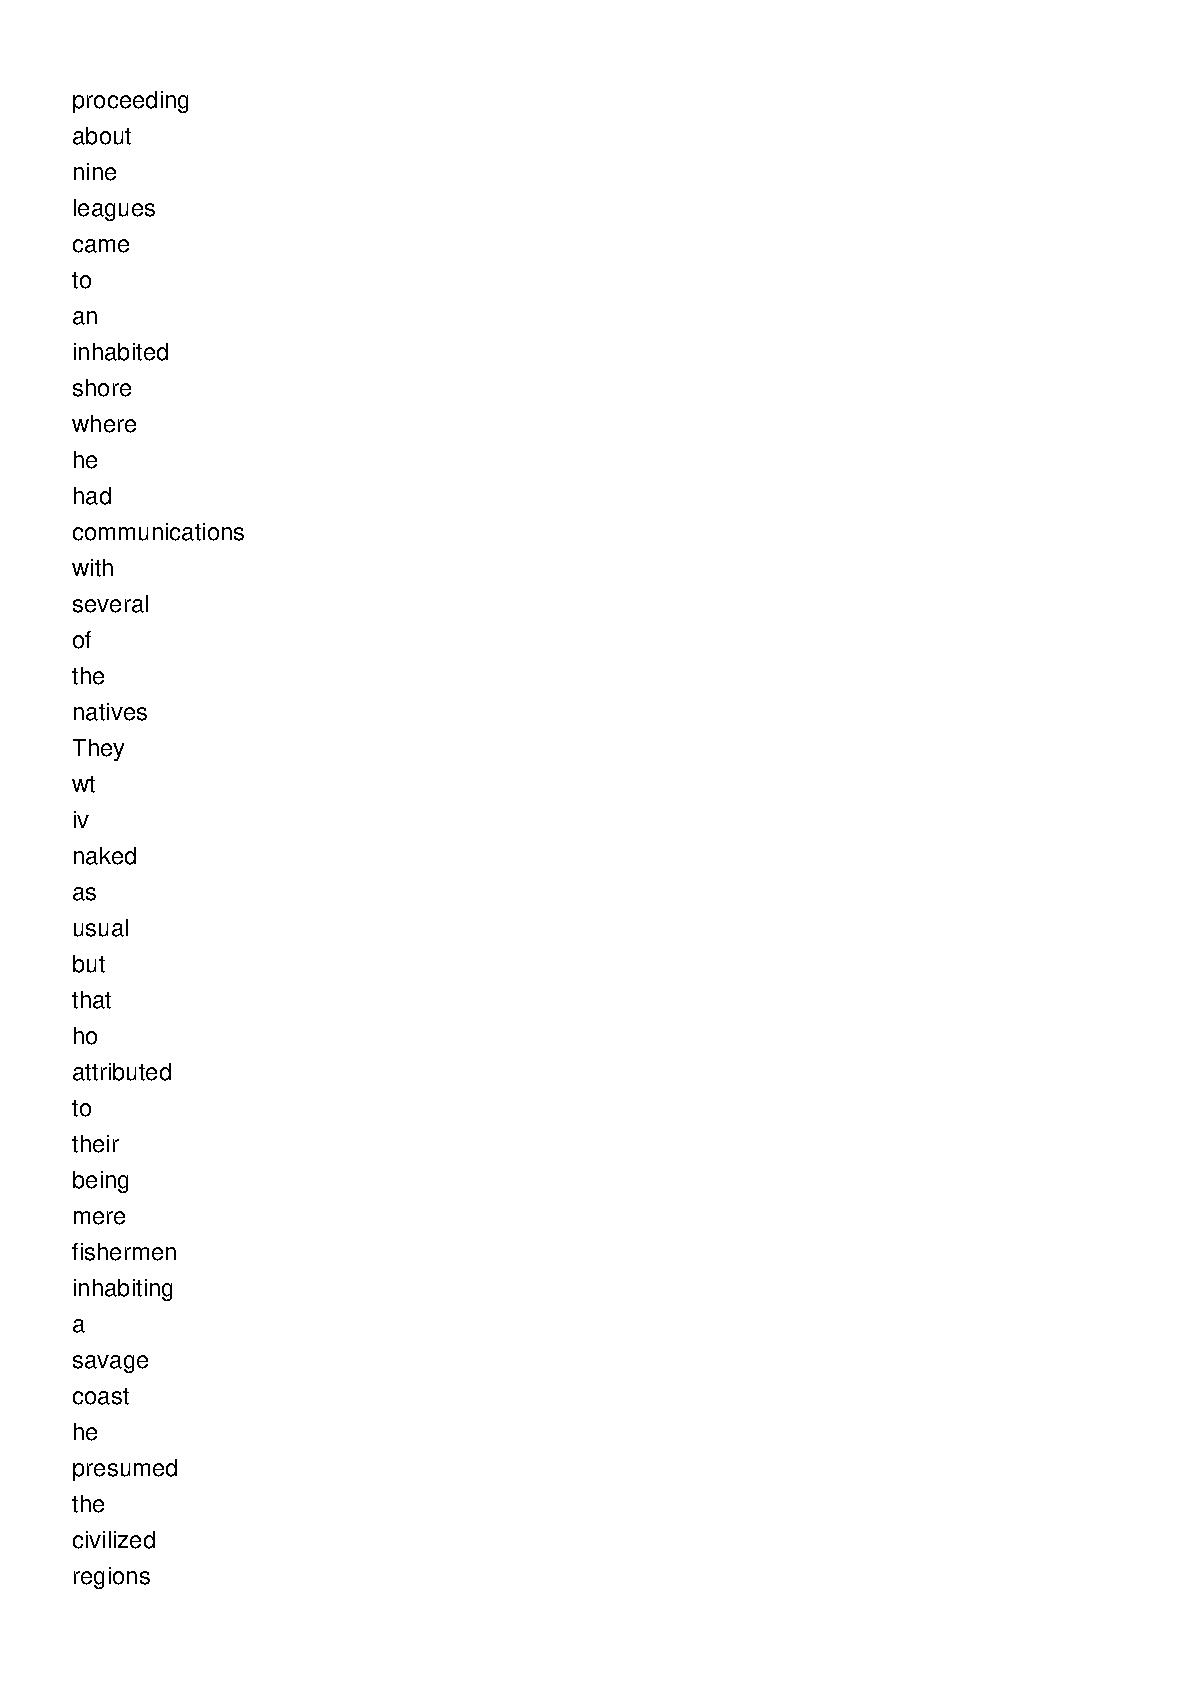 proceeding
about
nine
leagues
came
to
an
inhabited
shore
where
he
had
communications
with
several
of
the
natives
They
wt
iv
naked
as
usual
but
that
ho
attributed
to
their
being
mere
fishermen
inhabiting
a
savage
coast
he
presumed
the
civilized
regions